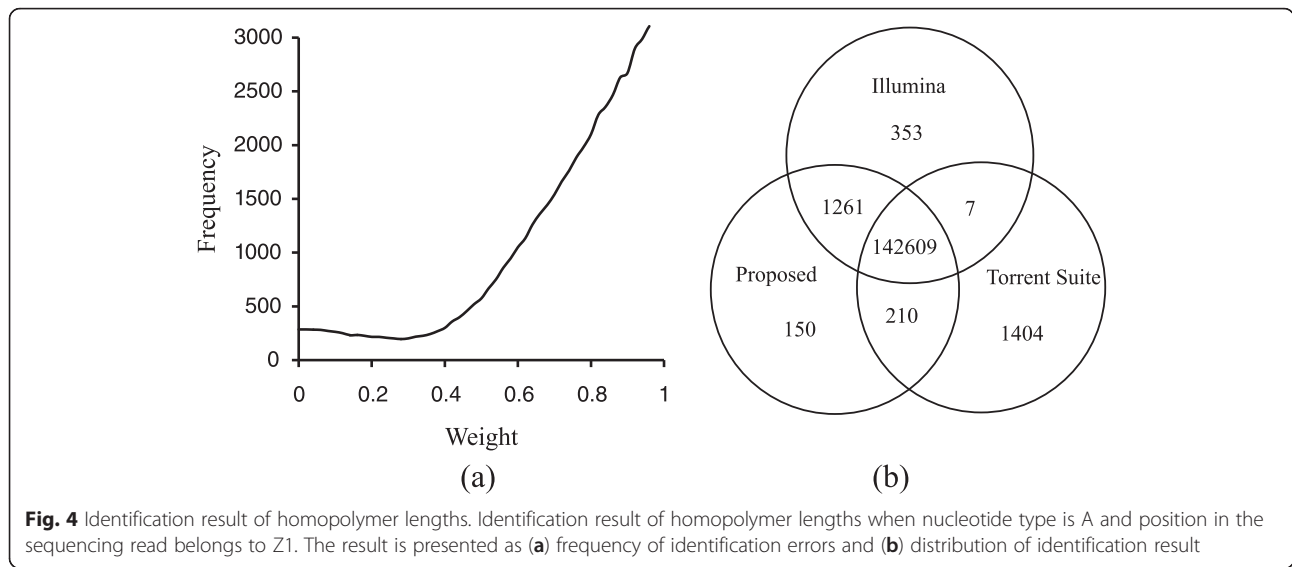 3000
2500
2000
1500
1000
500
0
Frequency
0 0.2 0.4 0.6 0.8 1
Weight
(a)
Illumina
353
1261
7
142609
Proposed
Torrent Suite
150
210
1404
(b)
Fig. 4 Identification result of homopolymer lengths. Identification result of homopolymer lengths when nucleotide type is A and position in the
sequencing read belongs to Z1. The result is presented as (a) frequency of identification errors and (b) distribution of identification result